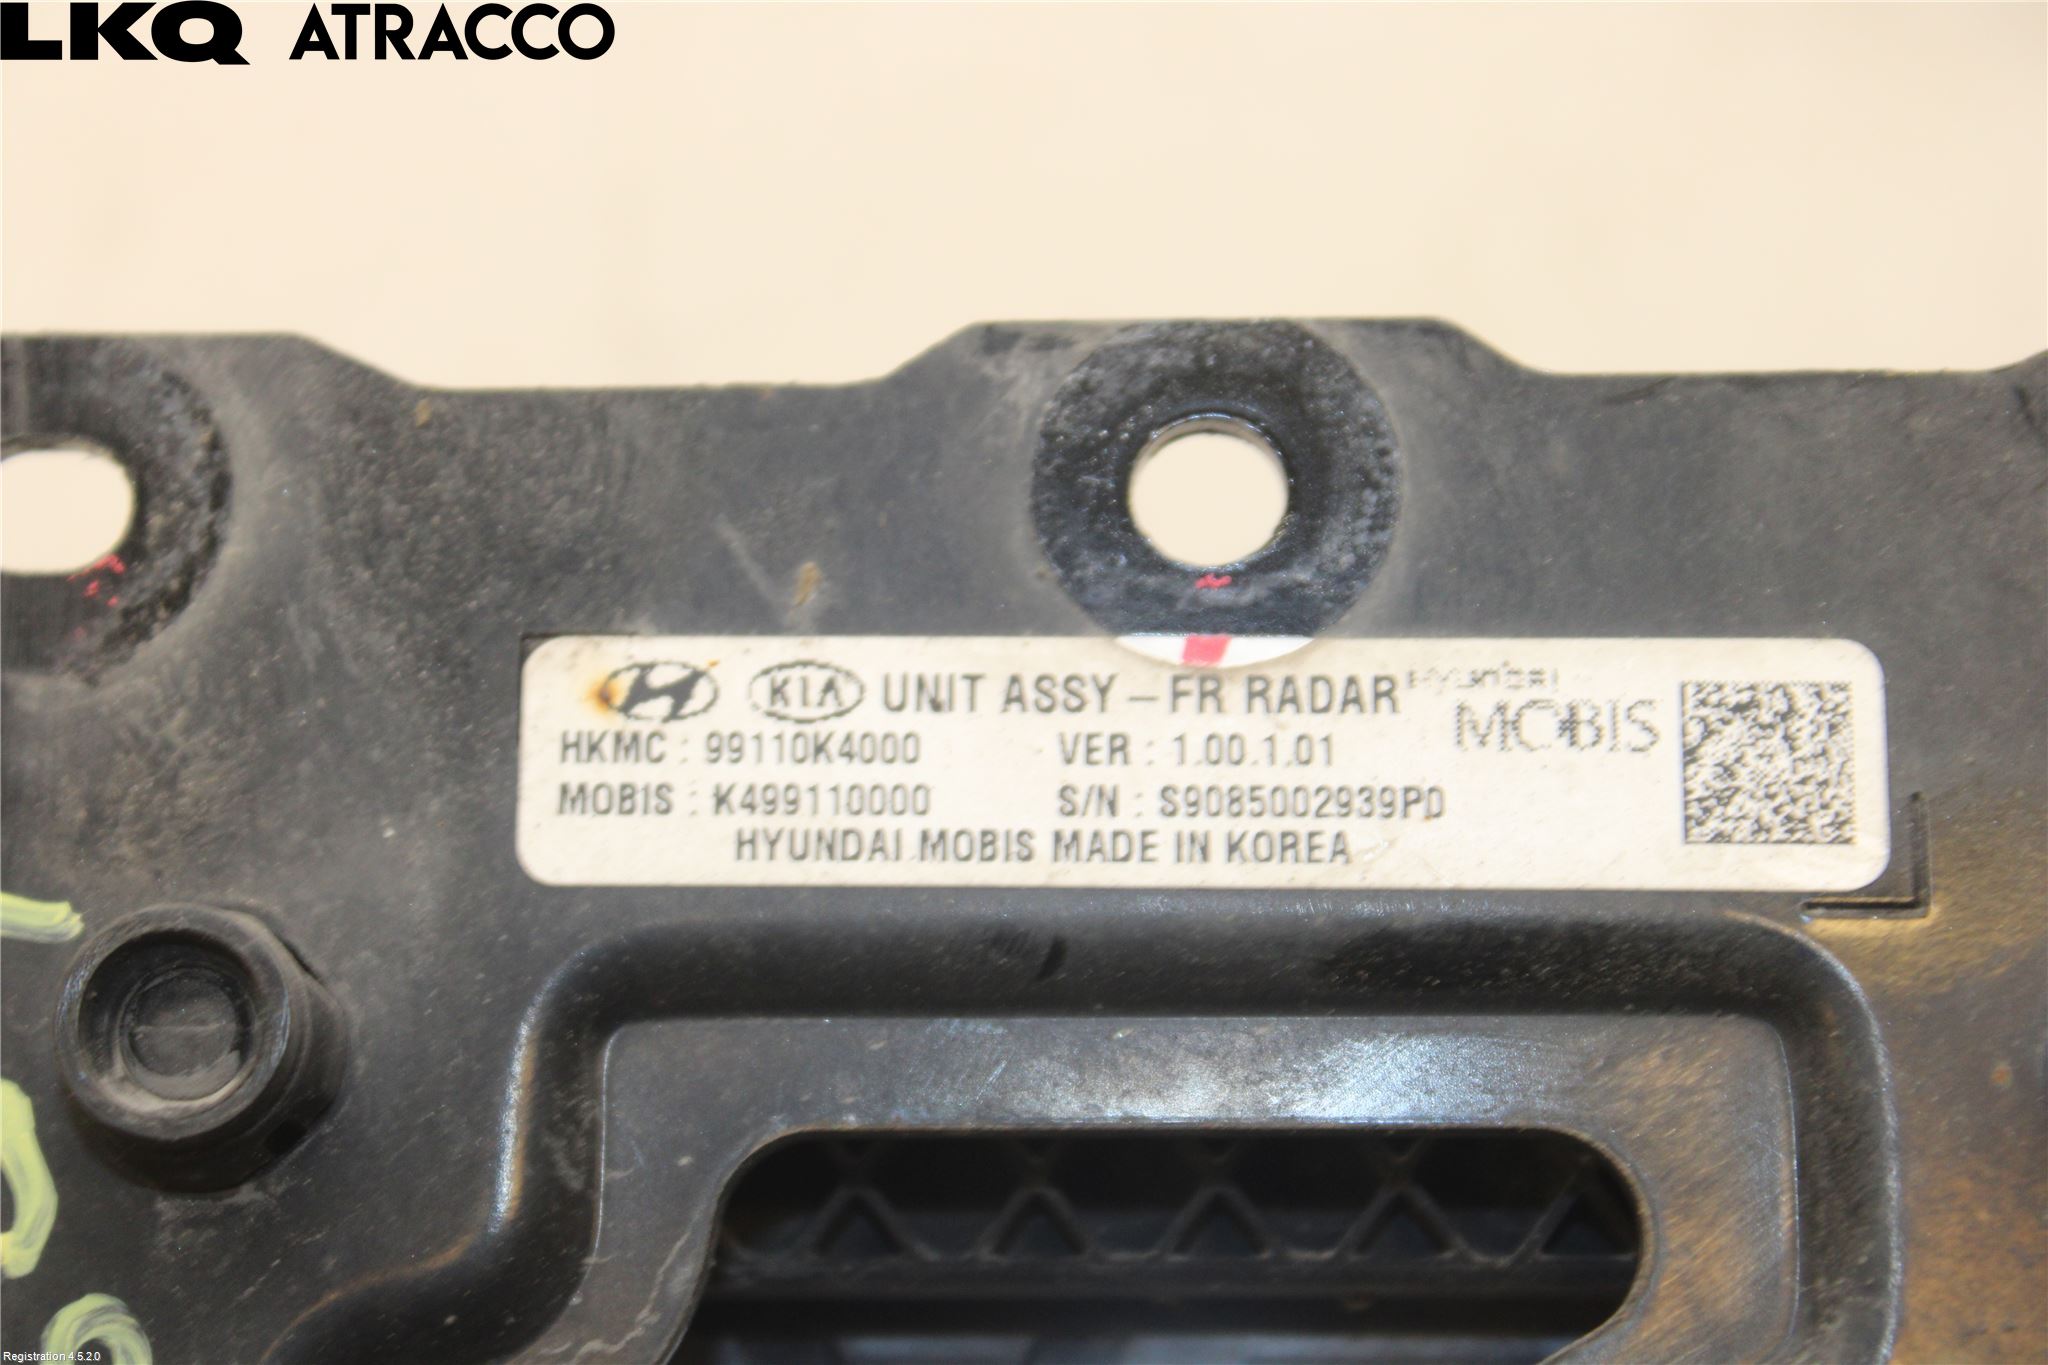 LKQ ATRACCO
KIA UNIT ASSY - FR RADAR
HYUNDAI
MOBIS
HKMC : 99110K4000 VER : 1.00.1.01
MOBIS : K499110000 S/N : S9085002939PD
HYUNDAI MOBIS MADE IN KOREA
Registration 4.5.2.0